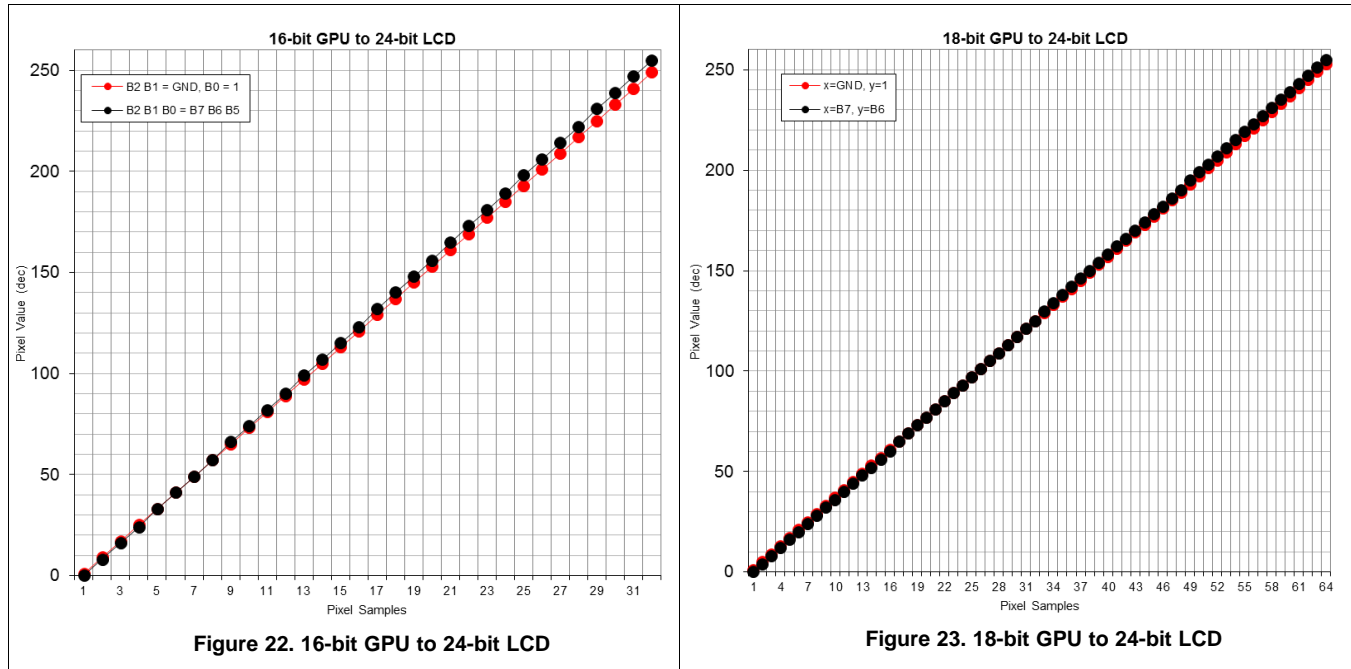 16-bit GPU to 24-bit LCD
250
200
150
100
50
0
Pixel Value (dec)
B2 B1 = GND, B0 = 1
B2 B1 B0 = B7 B6 B5
1 3 5 7 9 11 13 15 17 19 21 23 25 27 29 31
Pixel Samples
Figure 22. 16-bit GPU to 24-bit LCD
18-bit GPU to 24-bit LCD
250
200
150
100
50
0
Pixel Value (dec)
x=GND, y=1
x=B7, y=B6
1 4 7 10 13 16 19 22 25 28 31 34 37 40 43 46 49 52 55 58 61 64
Pixel Samples
Figure 23. 18-bit GPU to 24-bit LCD